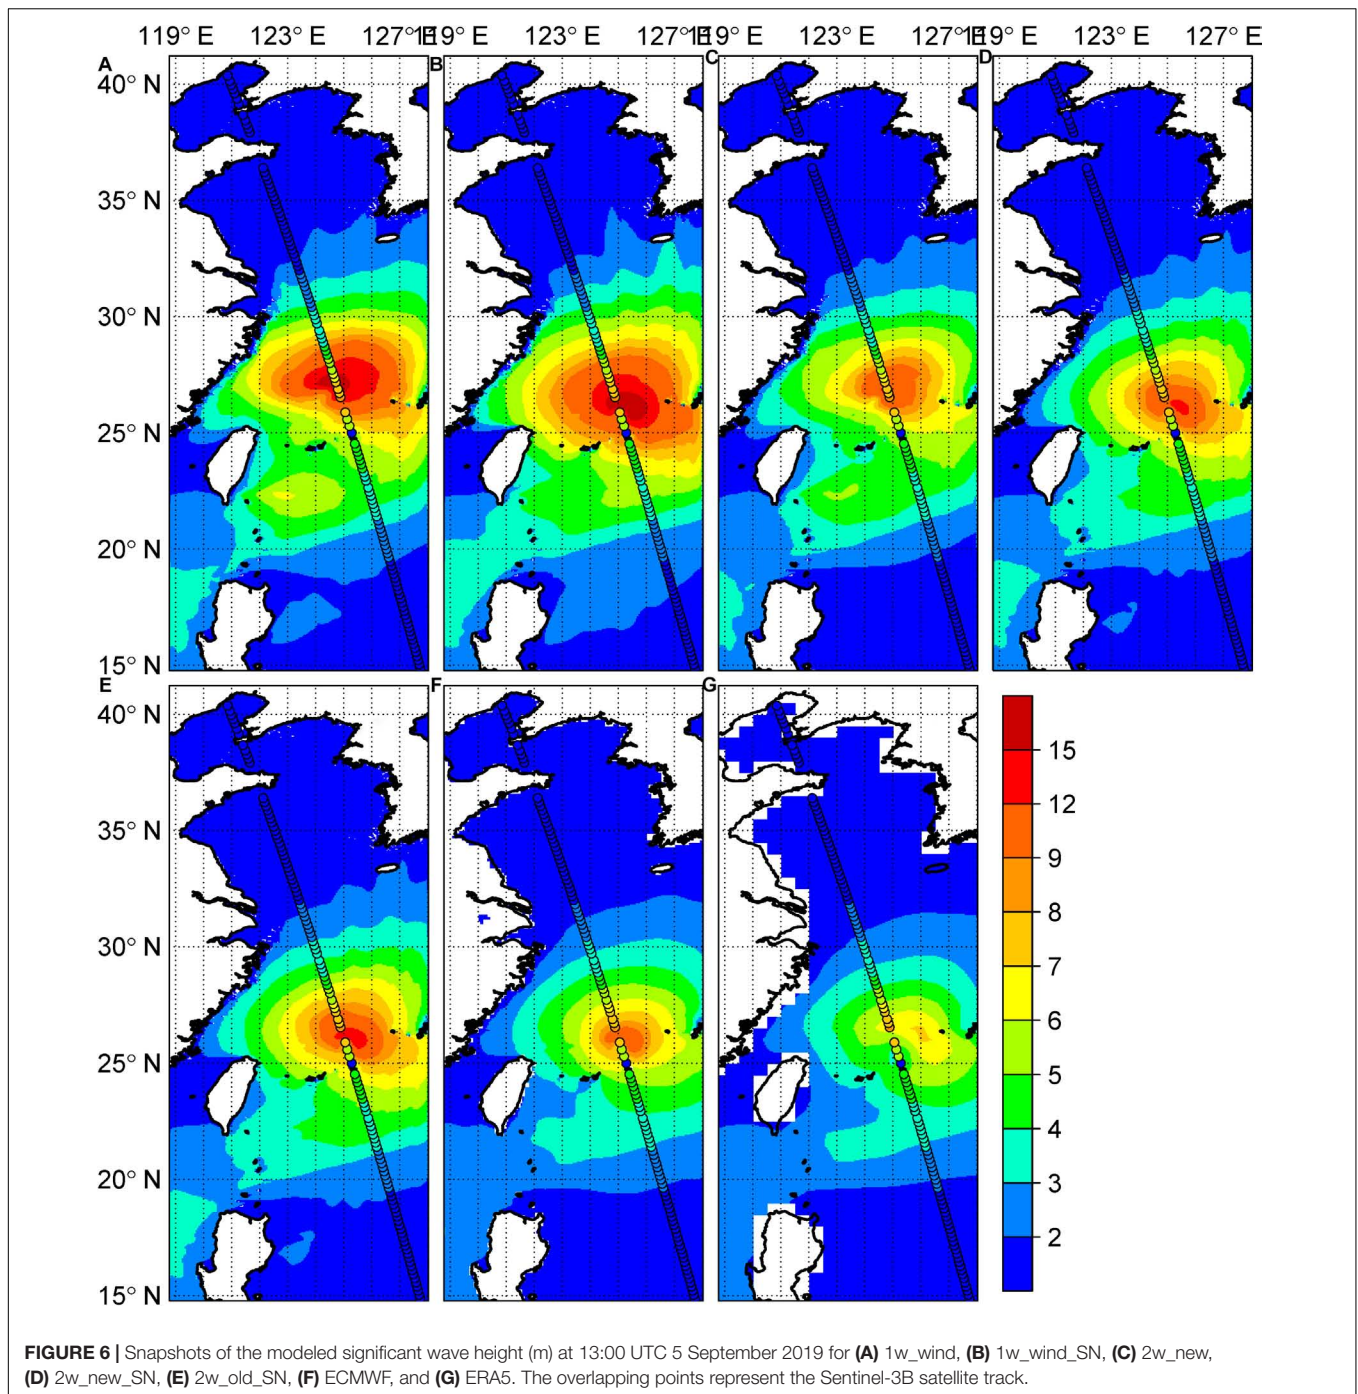 119° E 123° E 127° E 119° E 123° E 127° E 119° E 123° E 127° E 119° E 123° E 127° E
A B C D
40° N
35° N
30° N
25° N
20° N
15° N
E F G
40° N
35° N
30° N
25° N
20° N
15° N
15
12
9
8
7
6
5
4
3
2
FIGURE 6 | Snapshots of the modeled significant wave height (m) at 13:00 UTC 5 September 2019 for (A) 1w_wind, (B) 1w_wind_SN, (C) 2w_new,
(D) 2w_new_SN, (E) 2w_old_SN, (F) ECMWF, and (G) ERA5. The overlapping points represent the Sentinel-3B satellite track.